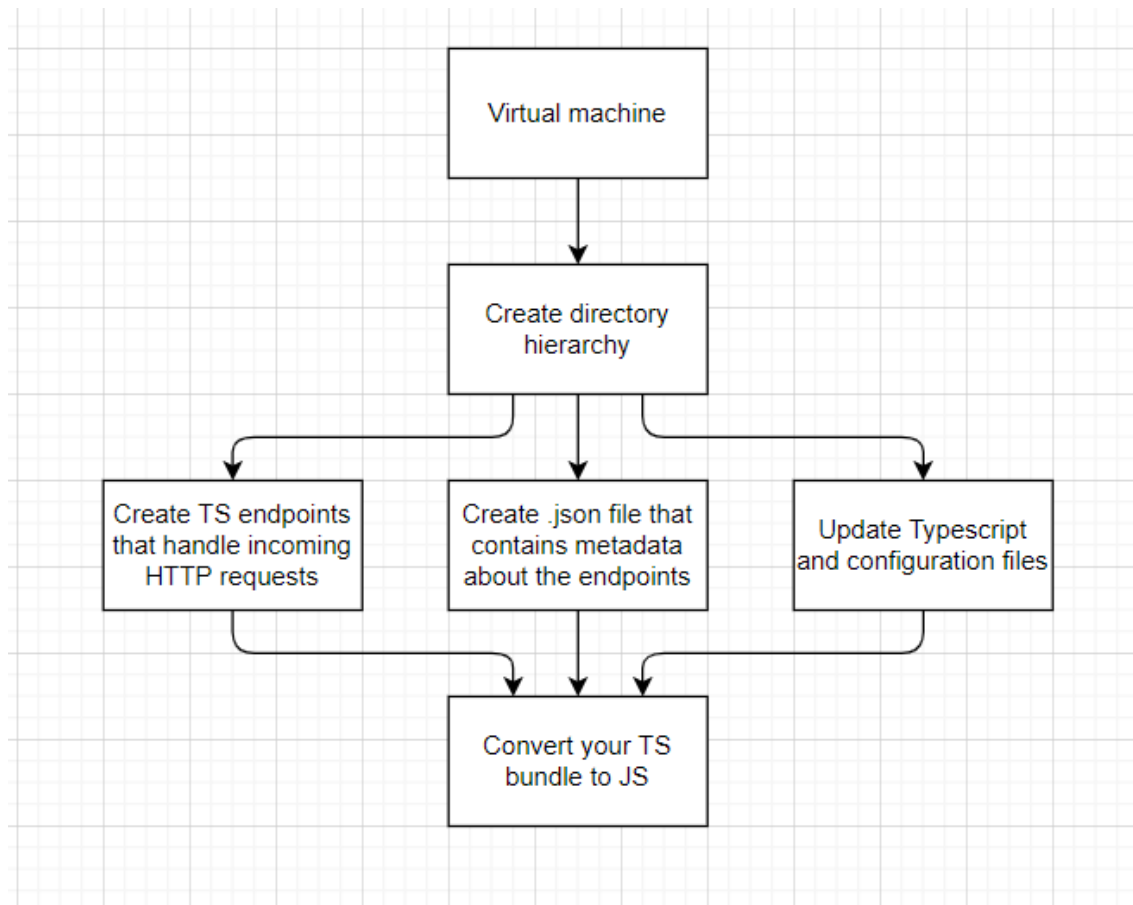 Virtual machine
Create directory
hierarchy
Create TS endpoints
that handle incoming
HTTP requests
Create .json file that
contains metadata
about the endpoints
Update Typescript
and configuration files
Convert your TS
bundle to JS